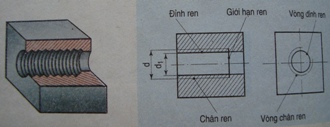 Đỉnh ren
Giới hạn ren
Vòng đỉnh ren
d
d₁
Chân ren
Vòng chân ren